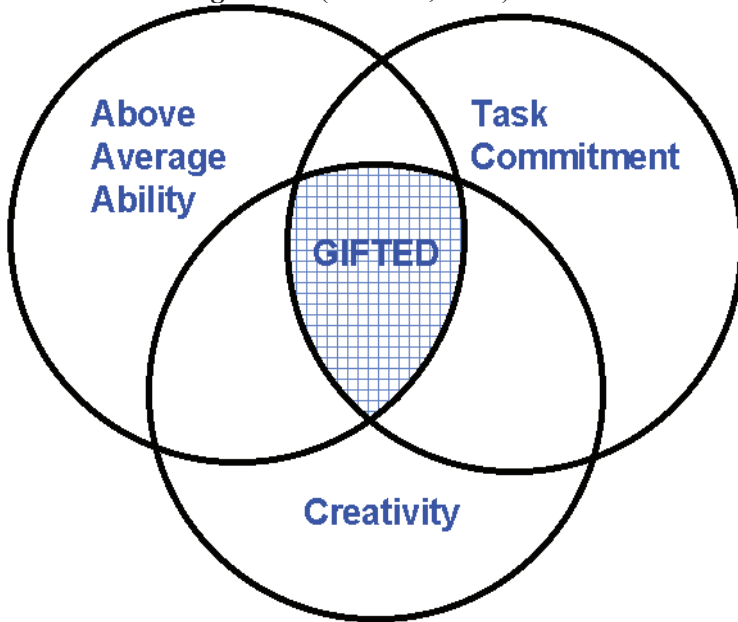 Above
Average
Ability
Task
Commitment
GIFTED
Creativity